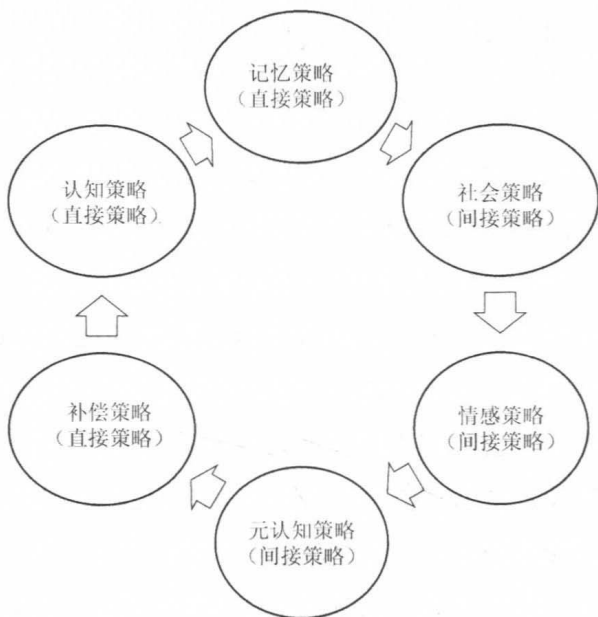 记忆策略
（直接策略）
认知策略
（直接策略）
社会策略
（间接策略）
补偿策略
（直接策略）
情感策略
（间接策略）
元认知策略
（间接策略）